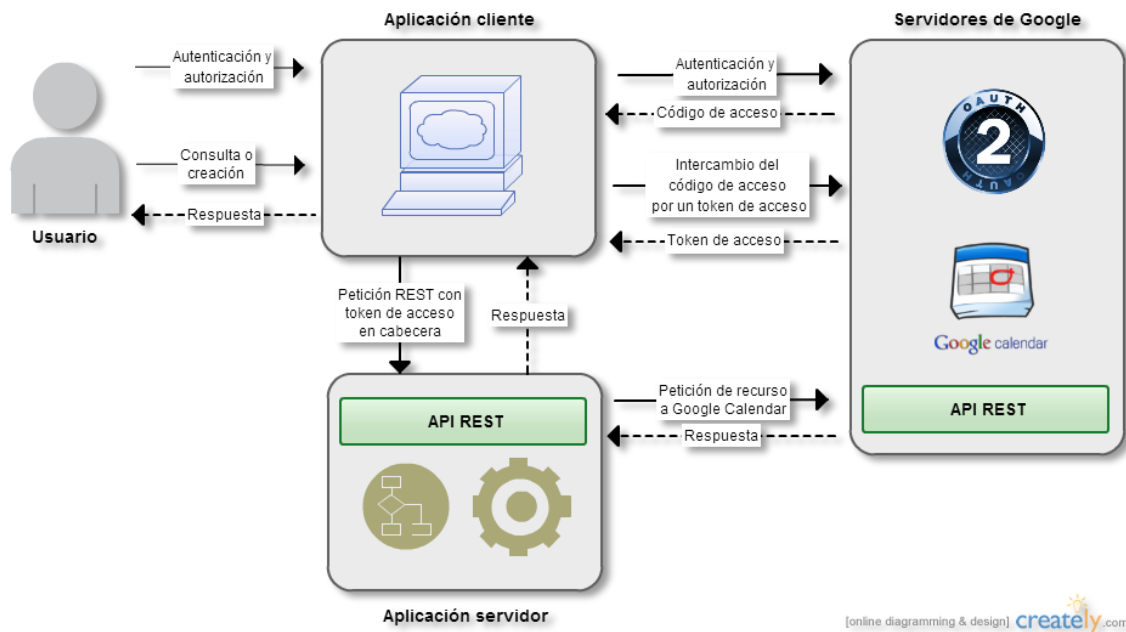 Aplicación cliente
Servidores de Google
Autenticación y
autorización
Autenticación y
autorización
Código de acceso
OAUTH
2
OAUTH
Consulta o
creación
Intercambio del
código de acceso
por un token de acceso
Respuesta
Usuario
Token de acceso
Petición REST con
token de acceso
en cabecera
Respuesta
Google calendar
Petición de recurso
a Google Calendar
API REST
API REST
Respuesta
Aplicación servidor
[online diagramming & design] creately.com